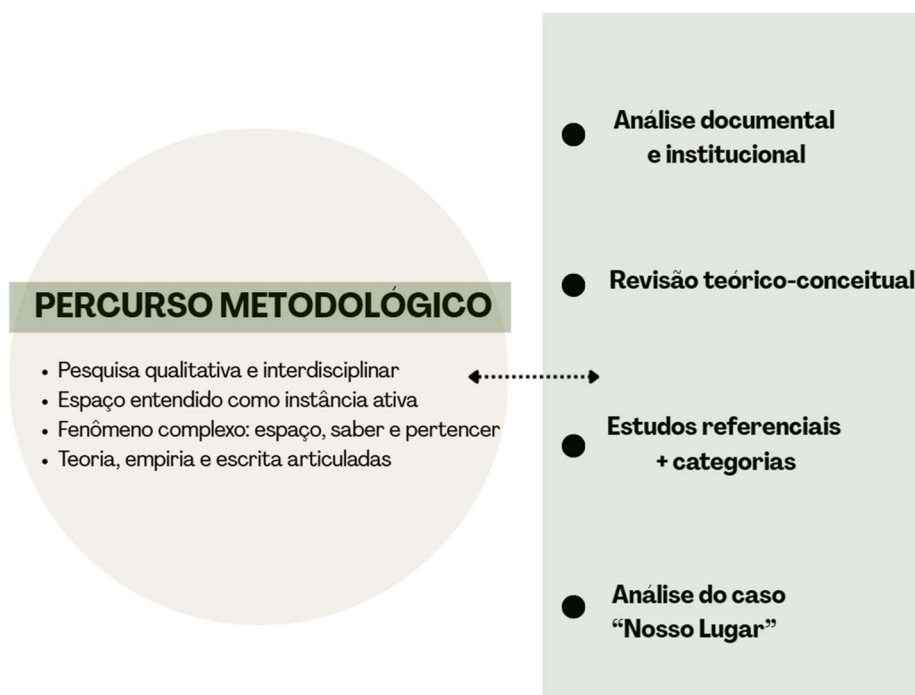 PERCURSO METODOLÓGICO
• Pesquisa qualitativa e interdisciplinar
• Espaço entendido como instância ativa
• Fenômeno complexo: espaço, saber e pertencer
• Teoria, empiria e escrita articuladas
Análise documental
e institucional
Revisão teórico-conceitual
Estudos referenciais
+ categorias
Análise do caso
“Nosso Lugar”